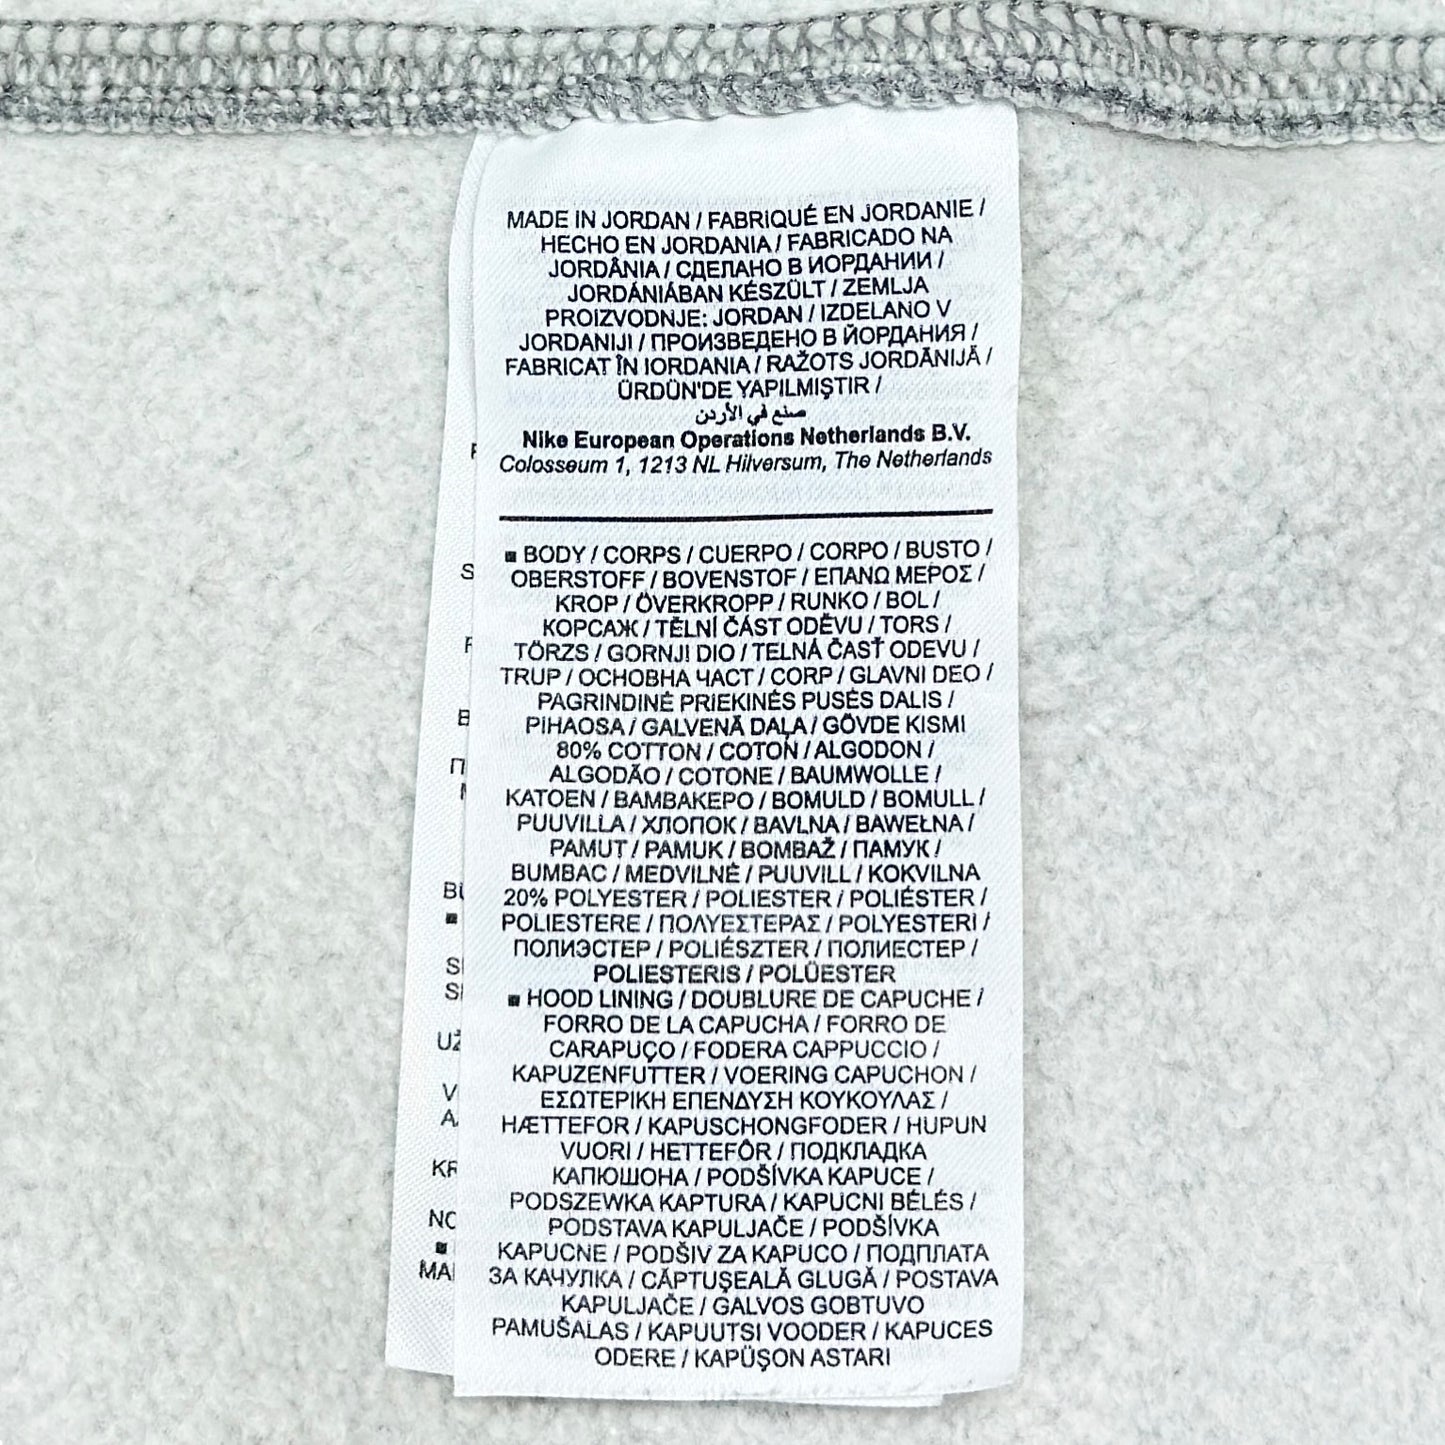 MADE IN JORDAN / FABRIQUÉ EN JORDANIE /
HECHO EN JORDANIA / FABRICADO NA
JORDÂNIA / СДЕЛАНО В ИОРДАНИИ /
JORDÁNIÁBAN KÉSZÜLT / ZEMLJA
PROIZVODNJE: JORDAN / IZDELANO V
JORDANIJI / ПРОИЗВЕДЕНО В ЙОРДАНИЯ /
FABRICAT ÎN IORDANIA / RAŽOTS JORDĀNIJĀ /
ÜRDÜN'DE YAPILMIŞTIR /
صنع في الأردن
Nike European Operations Netherlands B.V.
Colosseum 1, 1213 NL Hilversum, The Netherlands
■ BODY / CORPS / CUERPO / CORPO / BUSTO /
OBERSTOFF / BOVENSTOF / ΕΠΑΝΩ ΜΕΡΟΣ /
KROP / ÖVERKROPP / RUNKO / BOL /
КОРСАЖ / TĚLNÍ ČÁST ODĚVU / TORS /
TÖRZS / GORNJI DIO / TELNÁ ČASŤ ODEVU /
TRUP / ОСНОВНА ЧАСТ / CORP / GLAVNI DEO /
PAGRINDINĖ PRIEKINĖS PUSĖS DALIS /
PIHAOSA / GALVENĀ DAĻA / GÖVDE KISMI
80% COTTON / COTON / ALGODON /
ALGODÃO / COTONE / BAUMWOLLE /
KATOEN / ΒΑΜΒΑΚΕΡΟ / BOMULD / BOMULL /
PUUVILLA / ХЛОПОК / BAVLNA / BAWEŁNA /
PAMUT / PAMUK / BOMBAŽ / ПАМУК /
BUMBAC / MEDVILNĖ / PUUVILL / KOKVILNA
20% POLYESTER / POLIESTER / POLIÉSTER /
POLIESTERE / ΠΟΛΥΕΣΤΕΡΑΣ / POLYESTERI /
ПОЛИЭСТЕР / POLIÉSZTER / ПОЛИЕСТЕР /
POLIESTERIS / POLÜESTER
■ HOOD LINING / DOUBLURE DE CAPUCHE /
FORRO DE LA CAPUCHA / FORRO DE
CARAPUÇO / FODERA CAPPUCCIO /
KAPUZENFUTTER / VOERING CAPUCHON /
ΕΣΩΤΕΡΙΚΗ ΕΠΕΝΔΥΣΗ ΚΟΥΚΟΥΛΑΣ /
HÆTTEFOR / KAPUSCHONGFODER / HUPUN
VUORI / HETTEFÔR / ПОДКЛАДКА
КАПЮШОНА / PODŠÍVKA KAPUCE /
PODSZEWKA KAPTURA / KAPUCNI BÉLÉS /
PODSTAVA KAPULJAČE / PODŠÍVKA
KAPUCNE / PODŠIV ZA KAPUCO / ПОДПЛАТА
ЗА КАЧУЛКА / CĂPTUŞEALĂ GLUGĂ / POSTAVA
KAPULJAČE / GALVOS GOBTUVO
PAMUŠALAS / KAPUUTSI VOODER / KAPUCES
ODERE / KAPÜŞON ASTARI